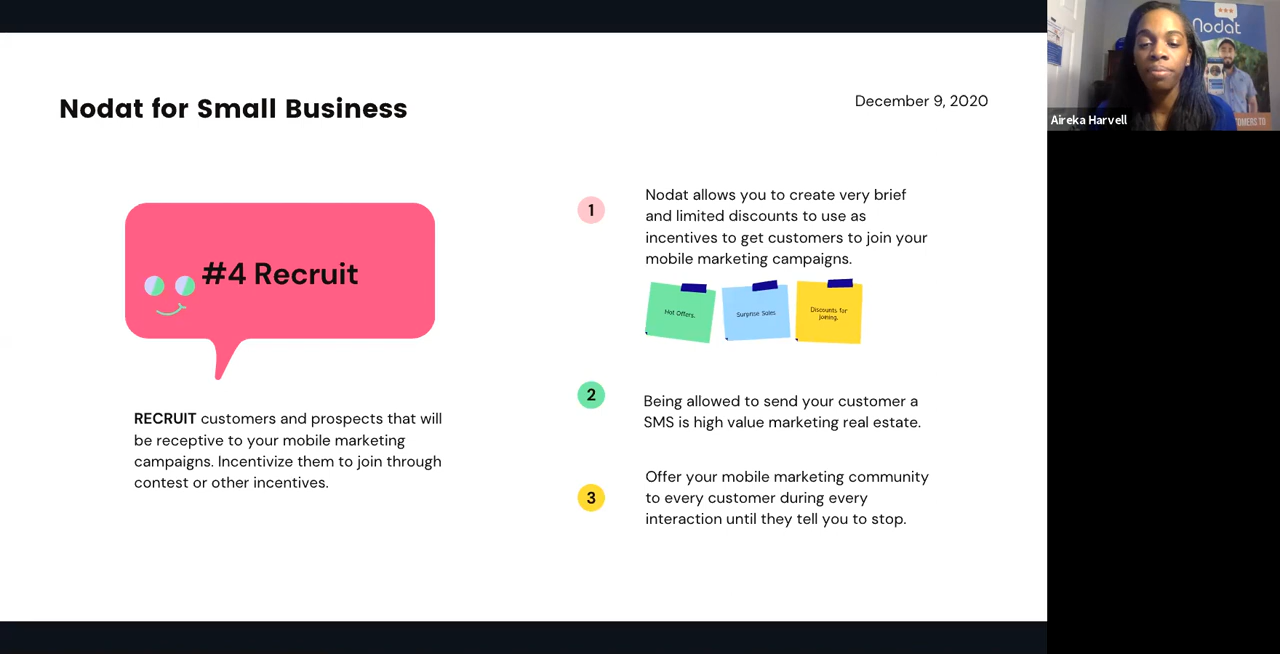 Nodat for Small Business
December 9, 2020
#4 Recruit
RECRUIT customers and prospects that will
be receptive to your mobile marketing
campaigns. Incentivize them to join through
contest or other incentives.
1
Nodat allows you to create very brief
and limited discounts to use as
incentives to get customers to join your
mobile marketing campaigns.
Hot Offers.
Surprise Sales
Discounts for
Joining.
2
Being allowed to send your customer a
SMS is high value marketing real estate.
3
Offer your mobile marketing community
to every customer during every
interaction until they tell you to stop.
Nodat
TOMERS TO
Aireka Harvell